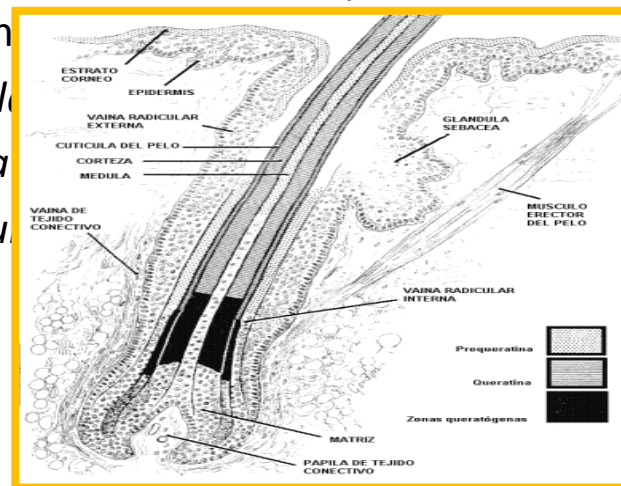 ESTRATO
CORNEO
EPIDERMIS
VAINA RADICULAR
EXTERNA
CUTICULA DEL PELO
CORTEZA
MEDULA
VAINA DE
TEJIDO
CONECTIVO
GLANDULA
SEBACEA
MUSCULO
ERECTOR
DEL PELO
VAINA RADICULAR
INTERNA
Prequeratina
Queratina
Zonas queratógenas
MATRIZ
PAPILA DE TEJIDO
CONECTIVO